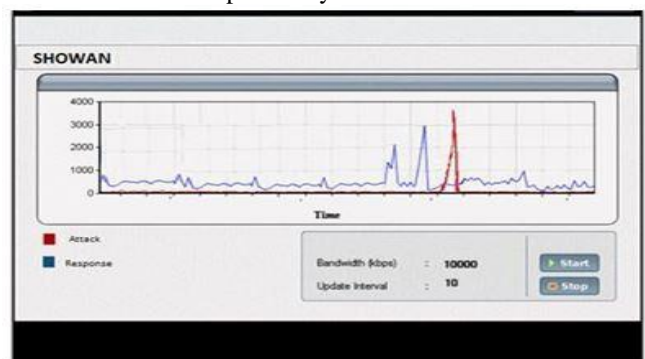 SHOWAN
4000
3000
2000
1000
0
Time
Attack
Response
Bandwidth (kbps) : 10000
Update Interval : 10
Start
Stop